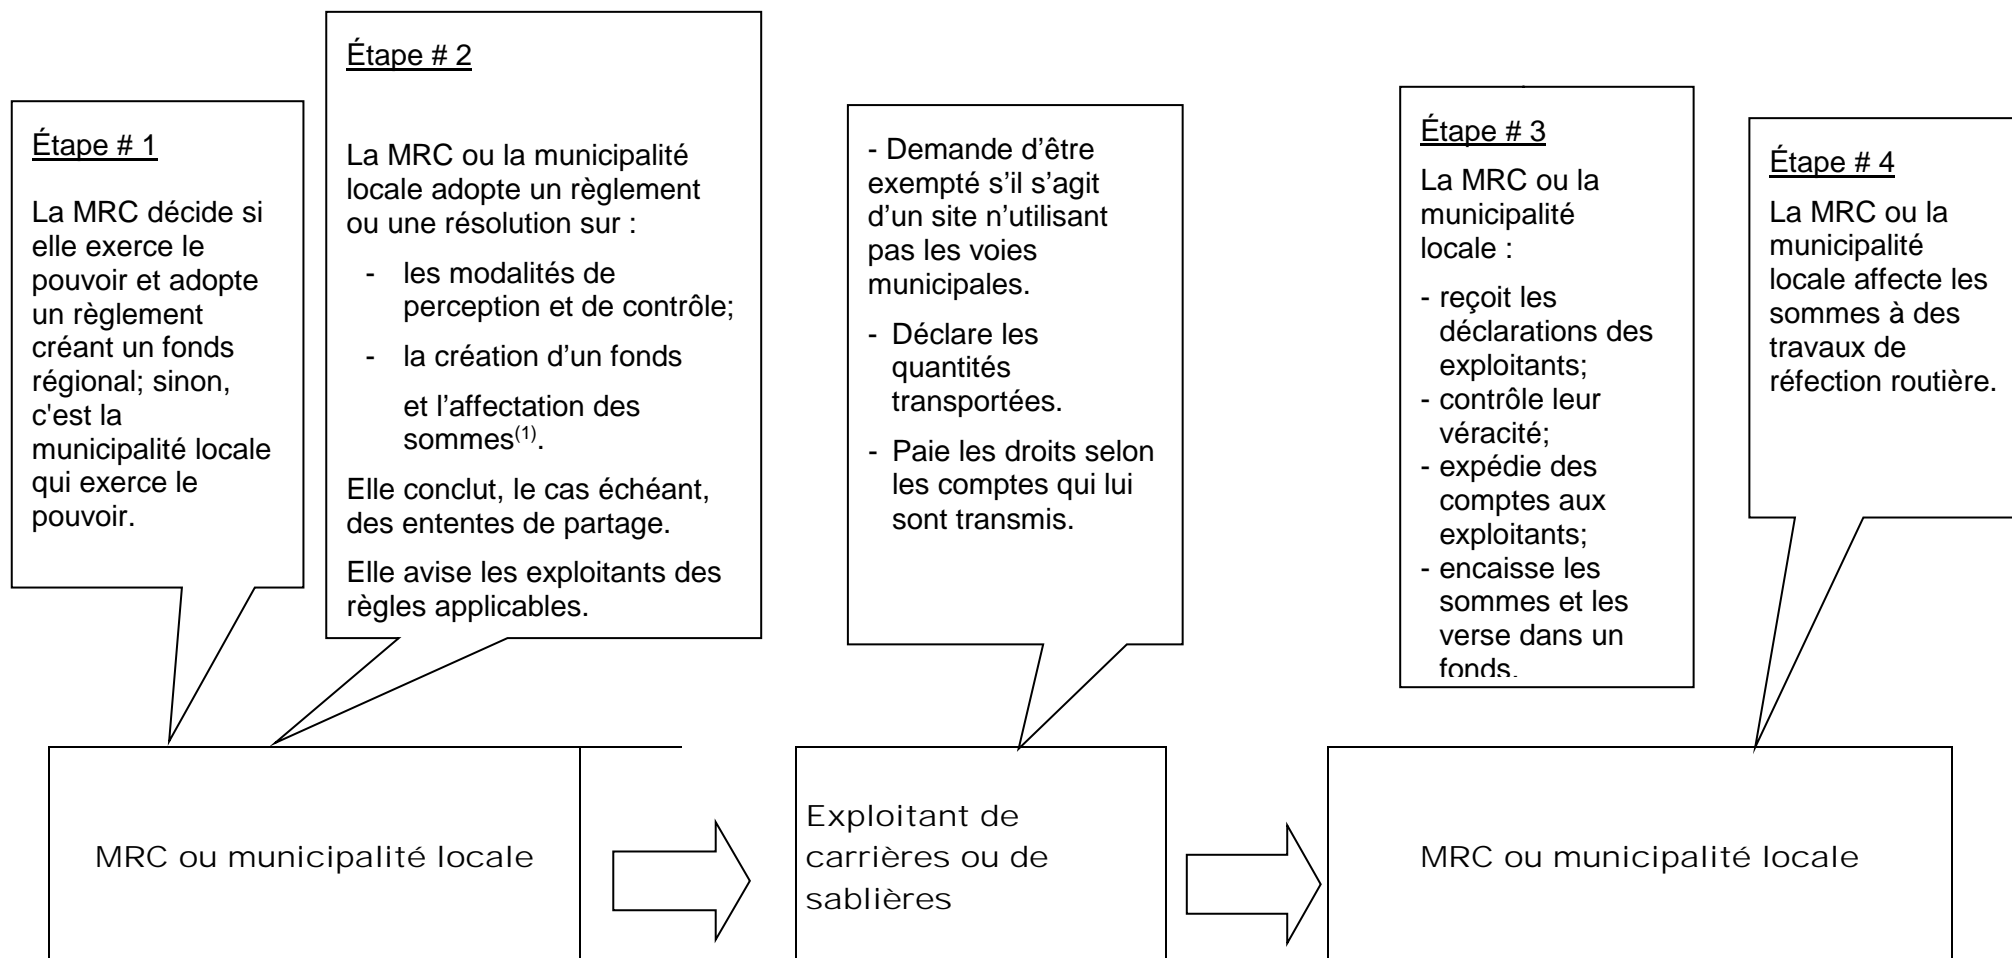 Étape # 1
La MRC décide si
elle exerce le
pouvoir et adopte
un règlement
créant un fonds
régional; sinon,
c'est la
municipalité locale
qui exerce le
pouvoir.
Étape # 2
La MRC ou la municipalité
locale adopte un règlement
ou une résolution sur :
- les modalités de
perception et de contrôle;
- la création d’un fonds
et l’affectation des
sommes(1).
Elle conclut, le cas échéant,
des ententes de partage.
Elle avise les exploitants des
règles applicables.
- Demande d’être
exempté s’il s’agit
d’un site n’utilisant
pas les voies
municipales.
- Déclare les
quantités
transportées.
- Paie les droits selon
les comptes qui lui
sont transmis.
Étape # 3
La MRC ou la
municipalité
locale :
- reçoit les
déclarations des
exploitants;
- contrôle leur
véracité;
- expédie des
comptes aux
exploitants;
- encaisse les
sommes et les
verse dans un
fonds.
Étape # 4
La MRC ou la
municipalité
locale affecte les
sommes à des
travaux de
réfection routière.
MRC ou municipalité locale
Exploitant de
carrières ou de
sablières
MRC ou municipalité locale